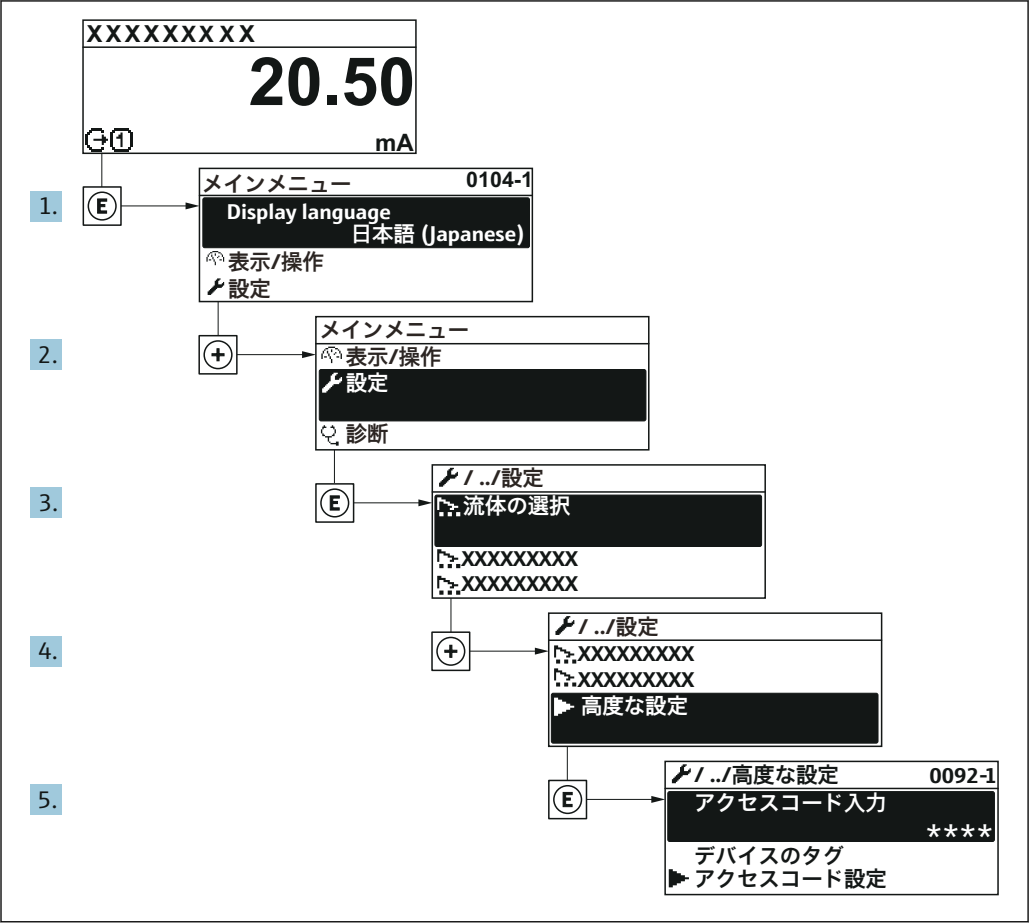 XXXXXXXXX
20.50
1
mA
1.
E
メインメニュー 0104-1
Display language
日本語 (Japanese)
表示/操作
設定
2.
+
メインメニュー
表示/操作
設定
診断
3.
E
/ ../設定
流体の選択
XXXXXXXXX
XXXXXXXXX
4.
+
/ ../設定
XXXXXXXXX
XXXXXXXXX
高度な設定
5.
E
/ ../高度な設定 0092-1
アクセスコード入力
****
デバイスのタグ
アクセスコード設定